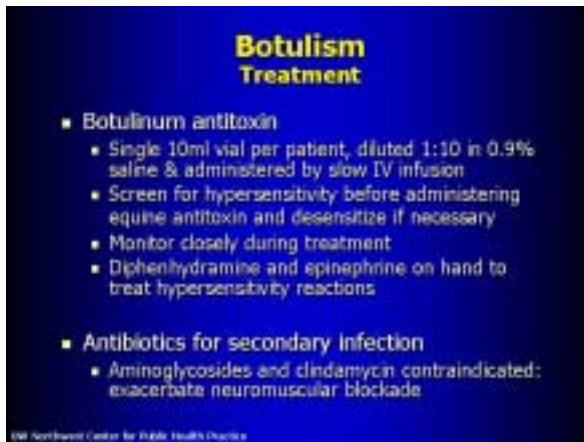 Botulism
Treatment
Botulinum antitoxin
Single 10ml vial per patient, diluted 1:10 in 0.9%
saline & administered by slow IV infusion
Screen for hypersensitivity before administering
equine antitoxin and desensitize if necessary
Monitor closely during treatment
Diphenhydramine and epinephrine on hand to
treat hypersensitivity reactions
Antibiotics for secondary infection
Aminoglycosides and clindamycin contraindicated:
exacerbate neuromuscular blockade
UW Northwest Center for Public Health Practice